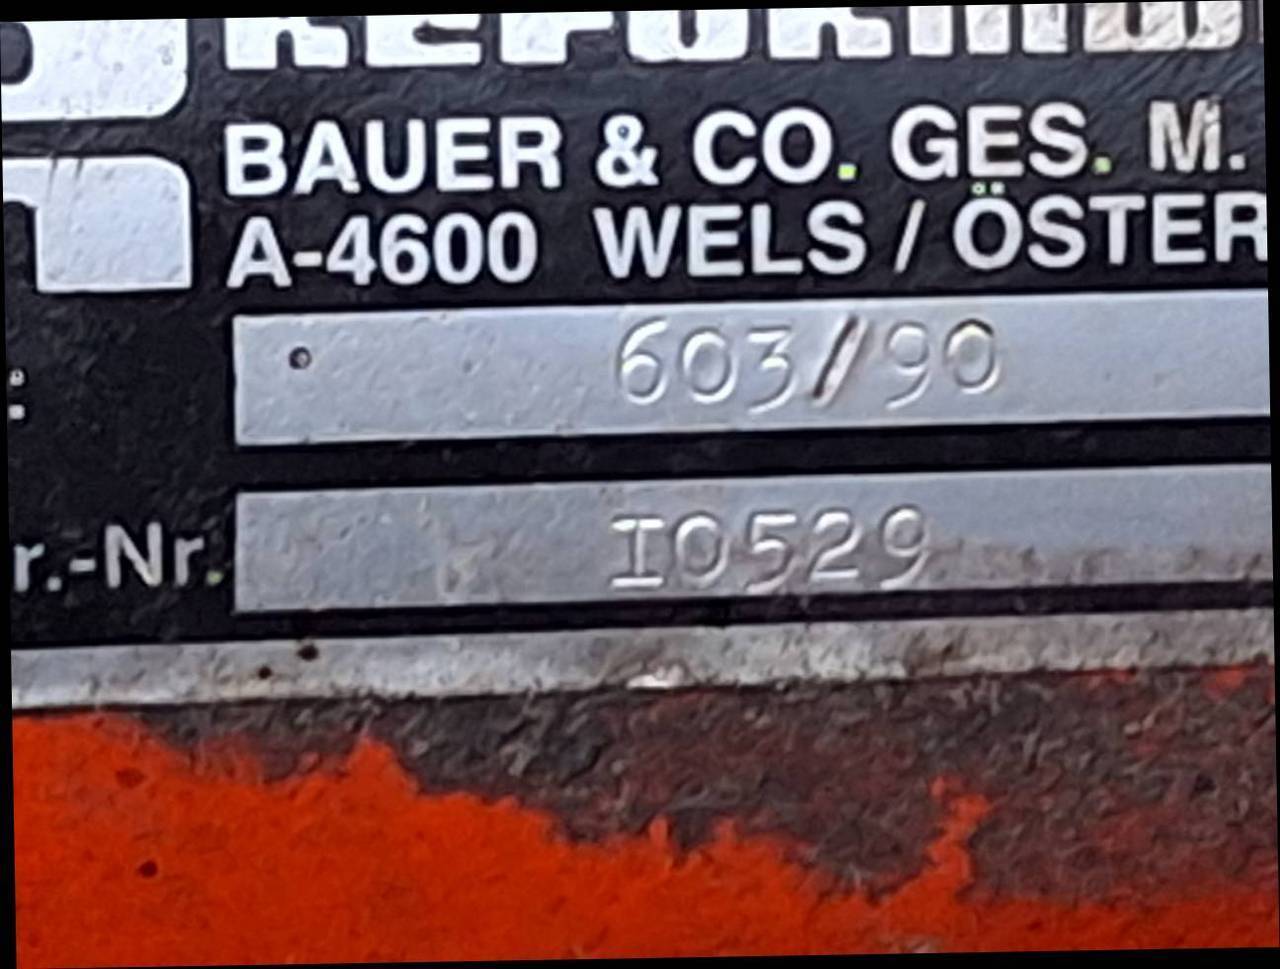 BAUER & CO. GES. M.
A-4600 WELS / ÖSTER
603/90
r.-Nr. I0529